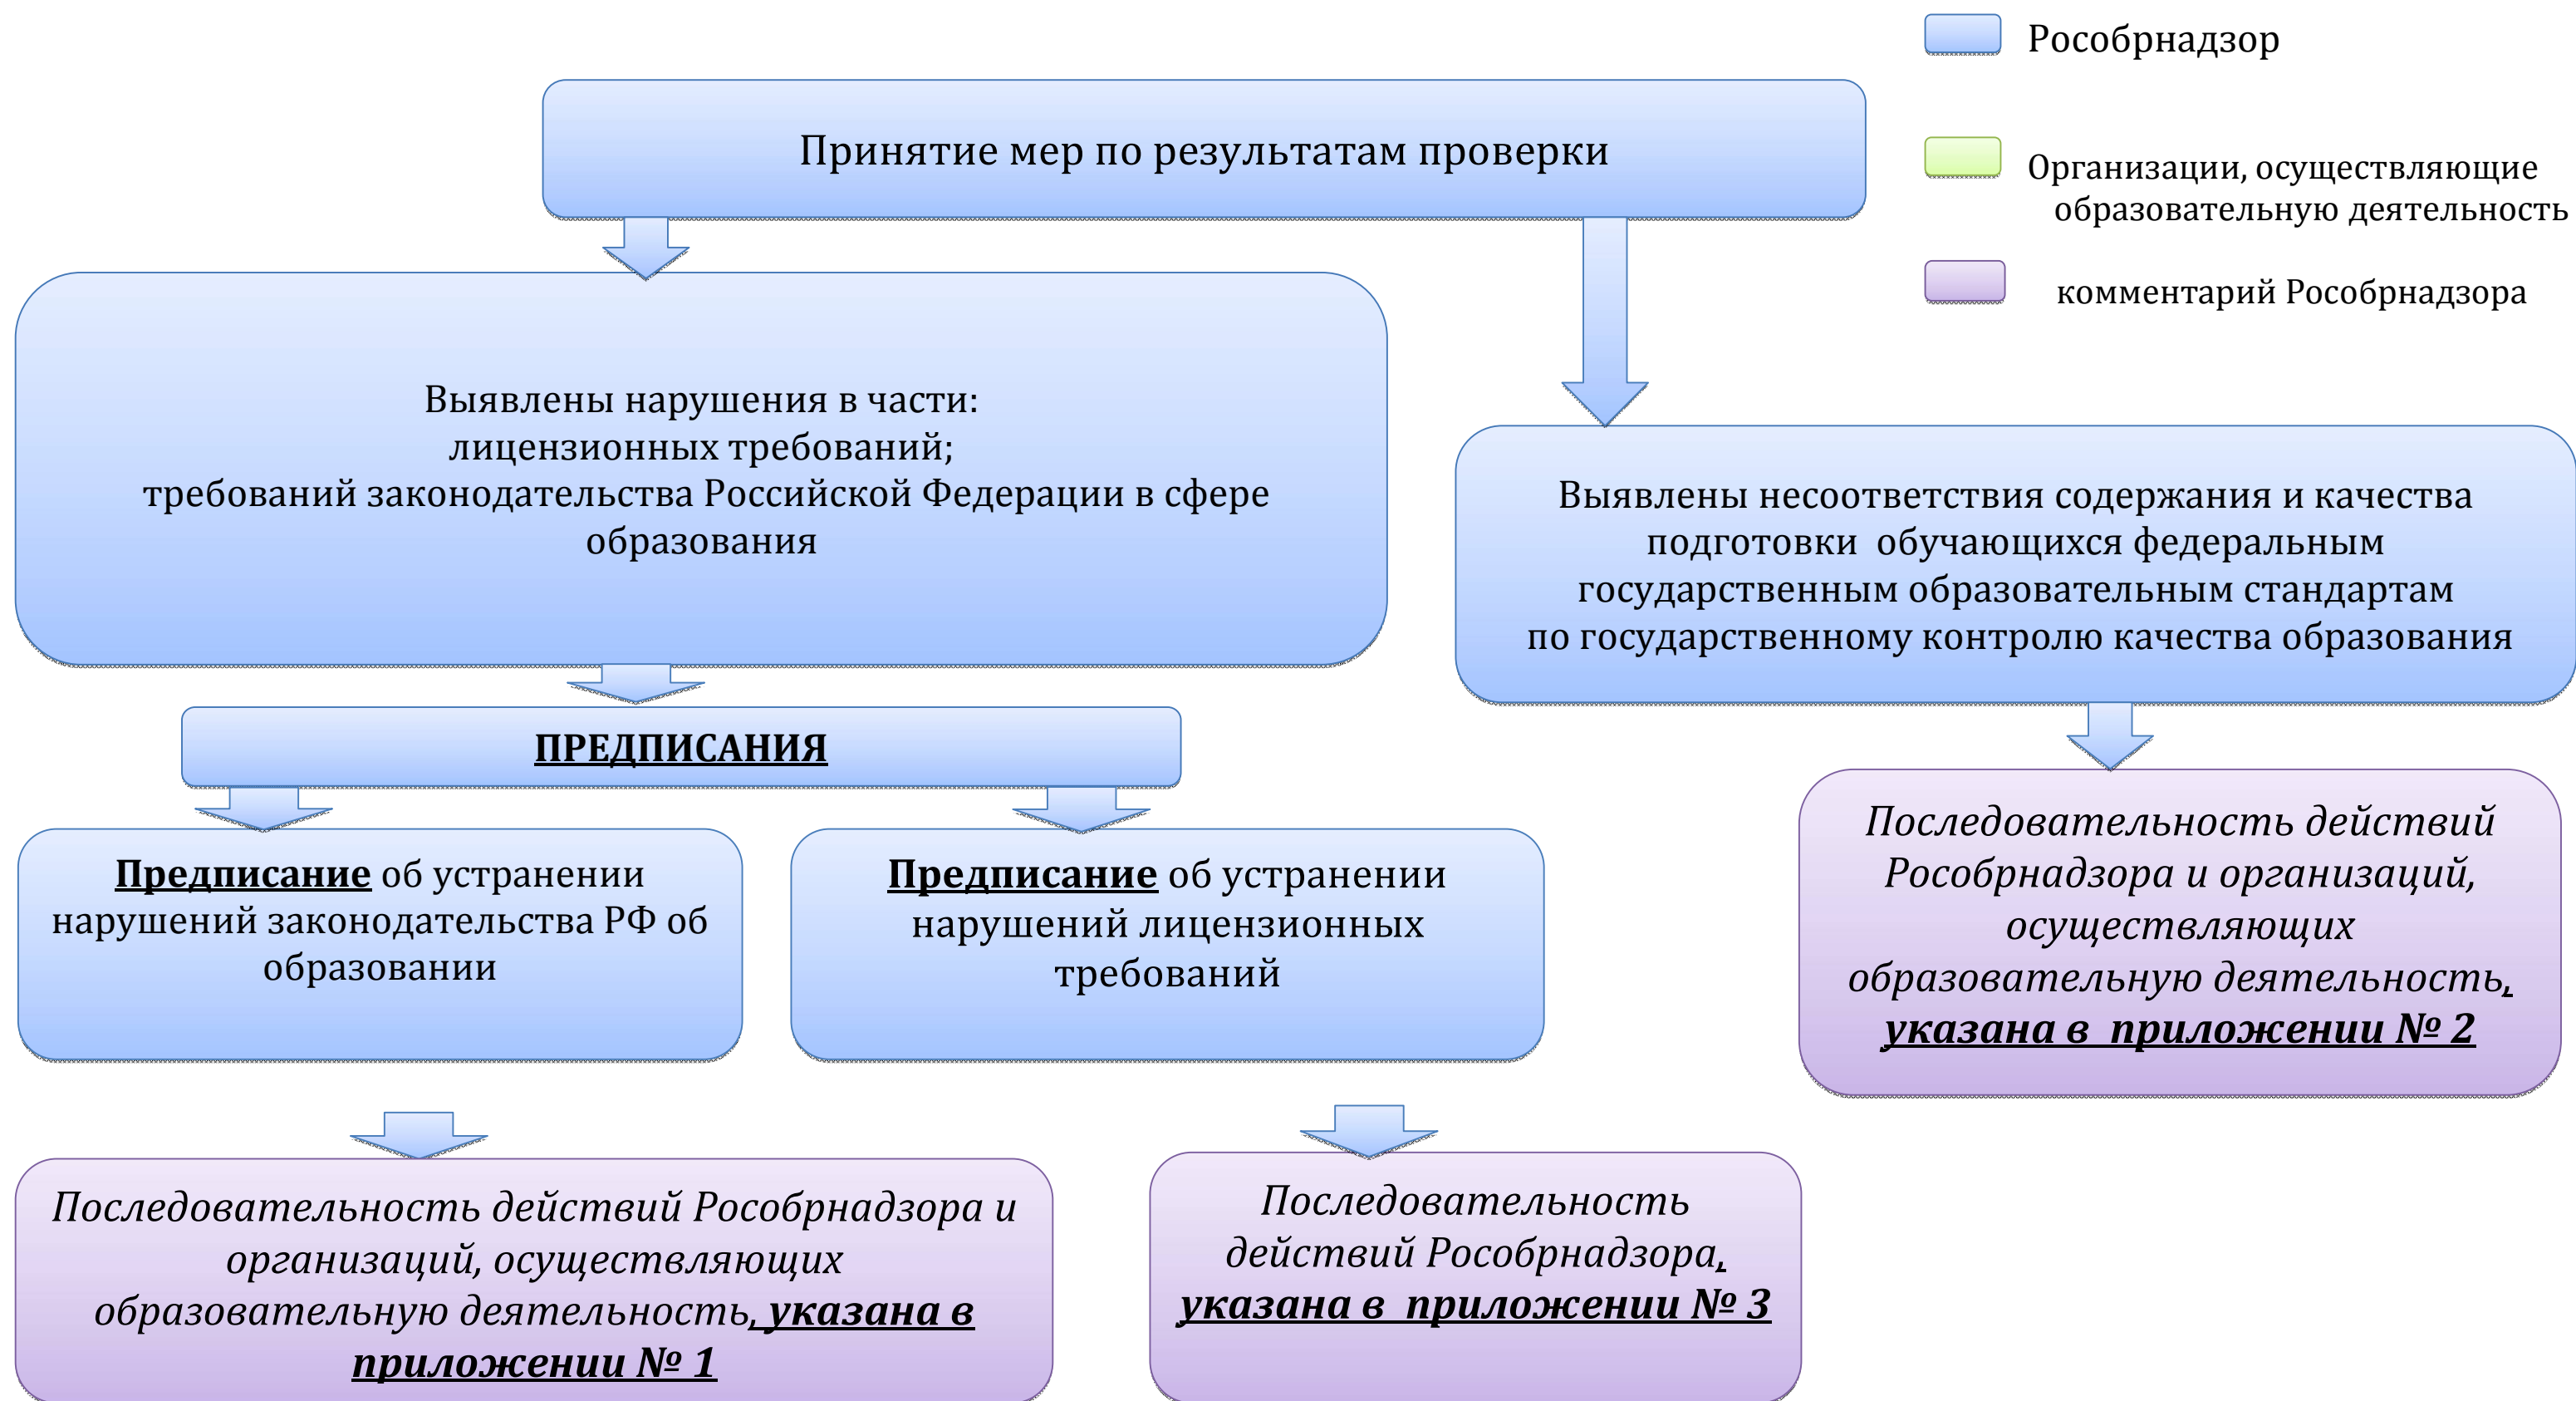 Рособрнадзор
Организации, осуществляющие
образовательную деятельность
комментарий Рособрнадзора
Принятие мер по результатам проверки
Выявлены нарушения в части:
лицензионных требований;
требований законодательства Российской Федерации в сфере
образования
Выявлены несоответствия содержания и качества
подготовки обучающихся федеральным
государственным образовательным стандартам
по государственному контролю качества образования
ПРЕДПИСАНИЯ
Предписание об устранении
нарушений законодательства РФ об
образовании
Предписание об устранении
нарушений лицензионных
требований
Последовательность действий
Рособрнадзора и организаций,
осуществляющих
образовательную деятельность,
указана в приложении № 2
Последовательность действий Рособрнадзора и
организаций, осуществляющих
образовательную деятельность, указана в
приложении № 1
Последовательность
действий Рособрнадзора,
указана в приложении № 3